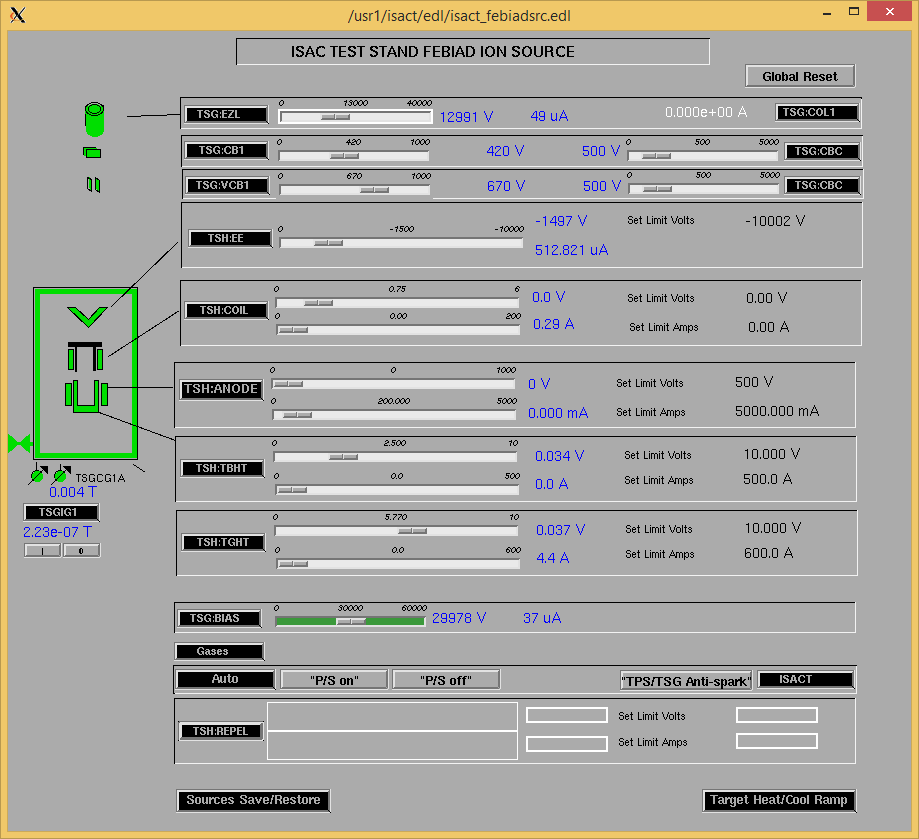 /usr1/isact/edl/isact_febiadsrc.edl
ISAC TEST STAND FEBIAD ION SOURCE
Global Reset
TSG:EZL 0 13000 40000 12991 V 49 uA 0.000e+00 A TSG:COL1
TSG:CB1 0 420 1000 420 V 500 V 0 500 5000 TSG:CBC
TSG:VCB1 0 670 1000 670 V 500 V 0 500 5000 TSG:CBC
TSH:EE 0 -1500 -10000 -1497 V Set Limit Volts -10002 V
512.821 uA
TSH:COIL 0 0.75 6 0.0 V Set Limit Volts 0.00 V
0 0.00 200 0.29 A Set Limit Amps 0.00 A
TSH:ANODE 0 0 1000 0 V Set Limit Volts 500 V
0 200.000 5000 0.000 mA Set Limit Amps 5000.000 mA
TSH:TBHT 0 2.500 10 0.034 V Set Limit Volts 10.000 V
0 0.0 500 0.0 A Set Limit Amps 500.0 A
TSGCG1A
0.004 T
TSGIG1
2.23e-07 T
I 0
TSH:TGHT 0 5.770 10 0.037 V Set Limit Volts 10.000 V
0 0.0 600 4.4 A Set Limit Amps 600.0 A
TSG:BIAS 0 30000 60000 29978 V 37 uA
Gases
Auto "P/S on" "P/S off" "TPS/TSG Anti-spark" ISACT
TSH:REPEL Set Limit Volts
Set Limit Amps
Sources Save/Restore Target Heat/Cool Ramp